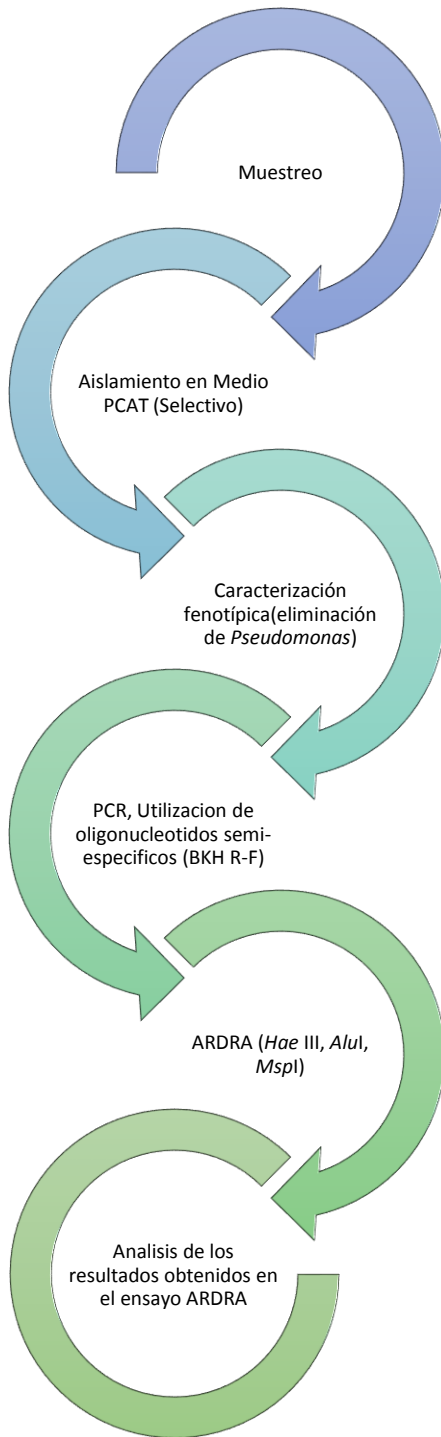 Muestreo
Aislamiento en Medio
PCAT (Selectivo)
Caracterización
fenotípica(eliminación
de Pseudomonas)
PCR, Utilizacion de
oligonucleotidos semi-
especificos (BKH R-F)
ARDRA (Hae III, AluI,
MspI)
Analisis de los
resultados obtenidos en
el ensayo ARDRA